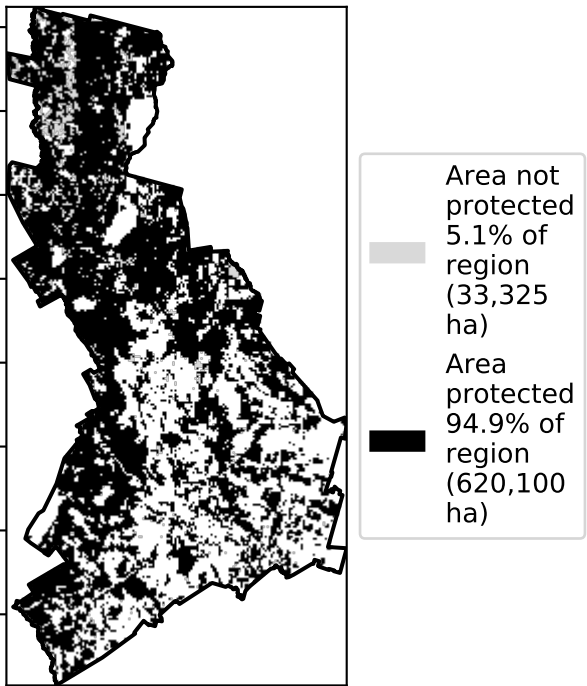 Area not
protected
5.1% of
region
(33,325
ha)
Area
protected
94.9% of
region
(620,100
ha)